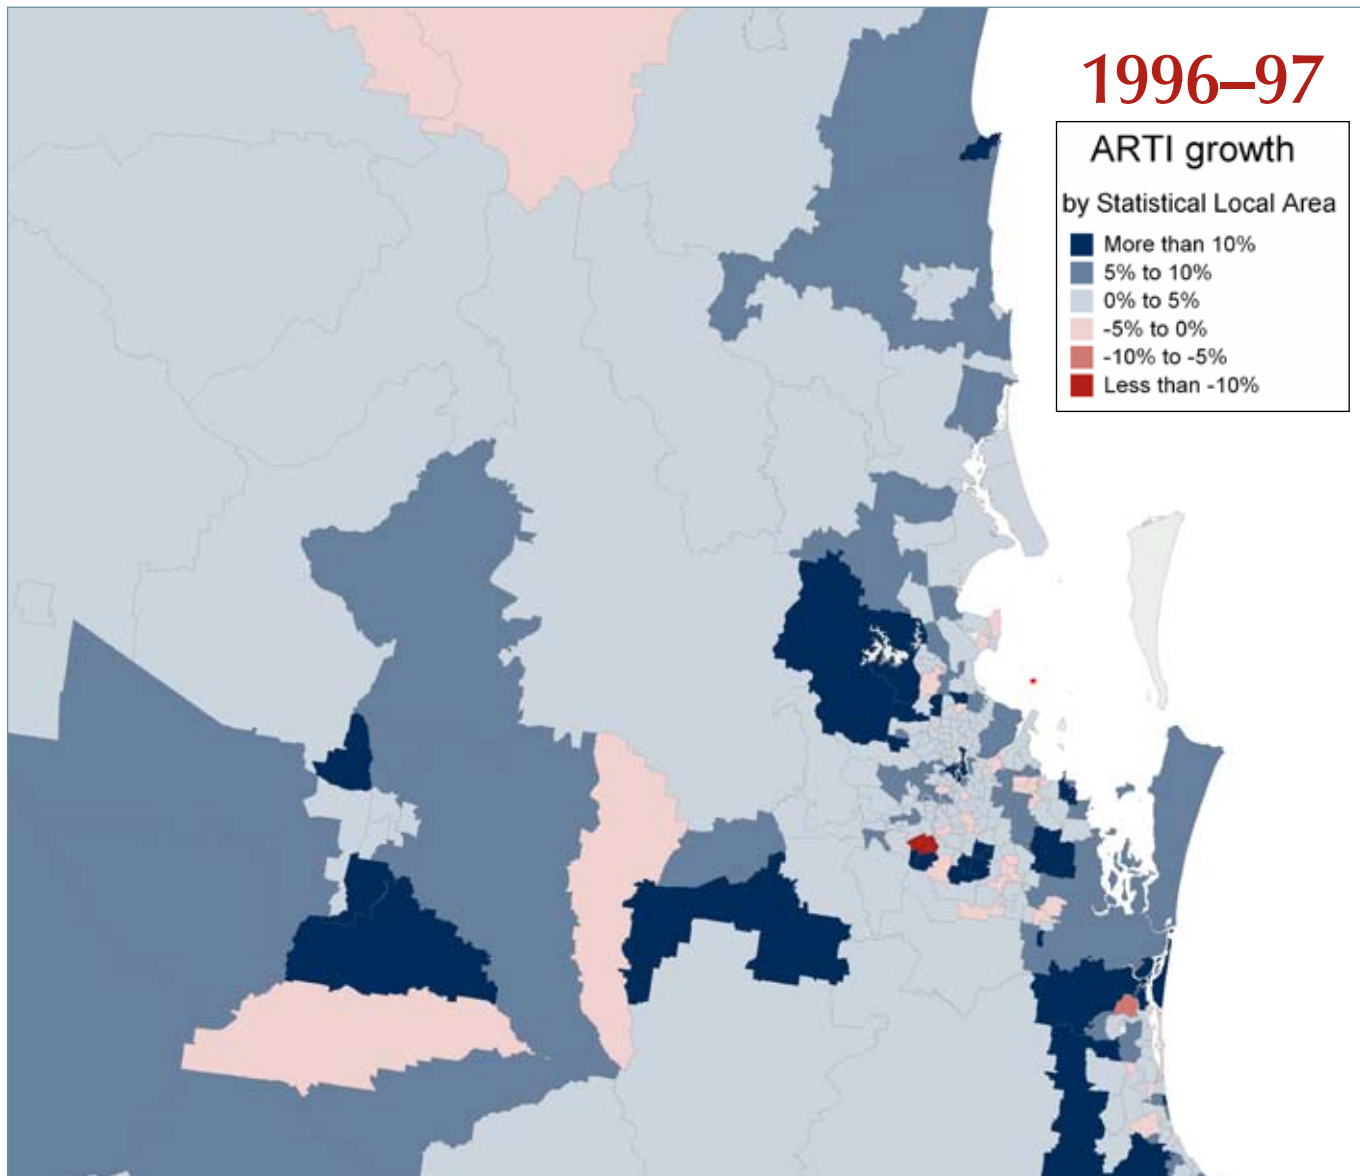 1996–97
ARTI growth
by Statistical Local Area
More than 10%
5% to 10%
0% to 5%
-5% to 0%
-10% to -5%
Less than -10%